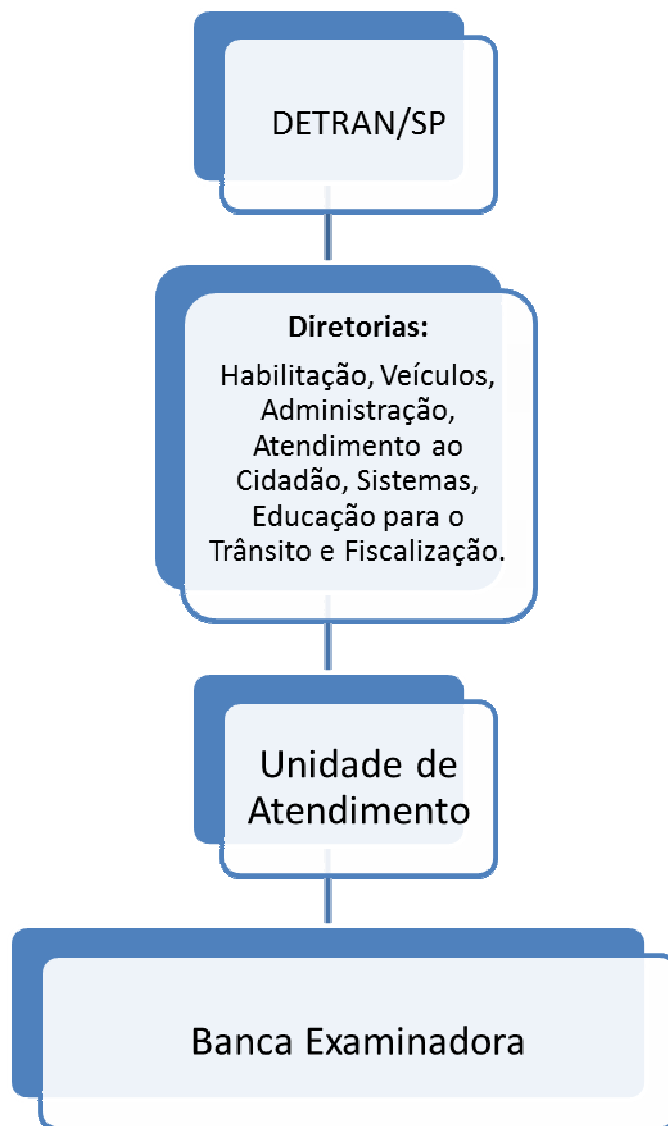 DETRAN/SP
Diretorias:
Habilitação, Veículos,
Administração,
Atendimento ao
Cidadão, Sistemas,
Educação para o
Trânsito e Fiscalização.
Unidade de
Atendimento
Banca Examinadora